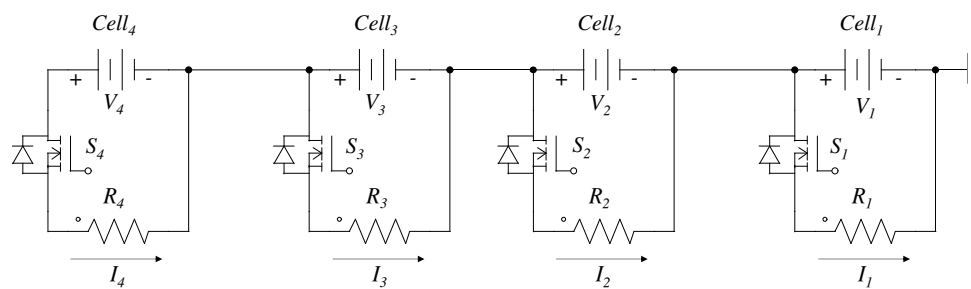 Cell4 Cell3 Cell2 Cell1
+ - + - + - + -
V4 V3 V2 V1
S4 S3 S2 S1
R4 R3 R2 R1
I4 I3 I2 I1